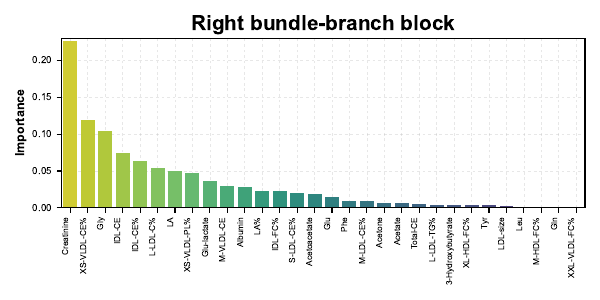 Right bundle-branch block
Importance
0.20
0.15
0.10
0.05
0.00
Creatinine
XS-VLDL-CE%
Gly
IDL-CE
IDL-CE%
L-LDL-C%
LA
XS-VLDL-PL%
Glu-lactate
M-VLDL-CE
Albumin
LA%
IDL-FC%
S-LDL-CE%
Acetoacetate
Glu
Phe
M-LDL-CE%
Acetone
Acetate
Total-CE
L-LDL-TG%
3-Hydroxybutyrate
XL-HDL-FC%
Tyr
LDL-size
Leu
M-HDL-FC%
Gln
XXL-VLDL-FC%